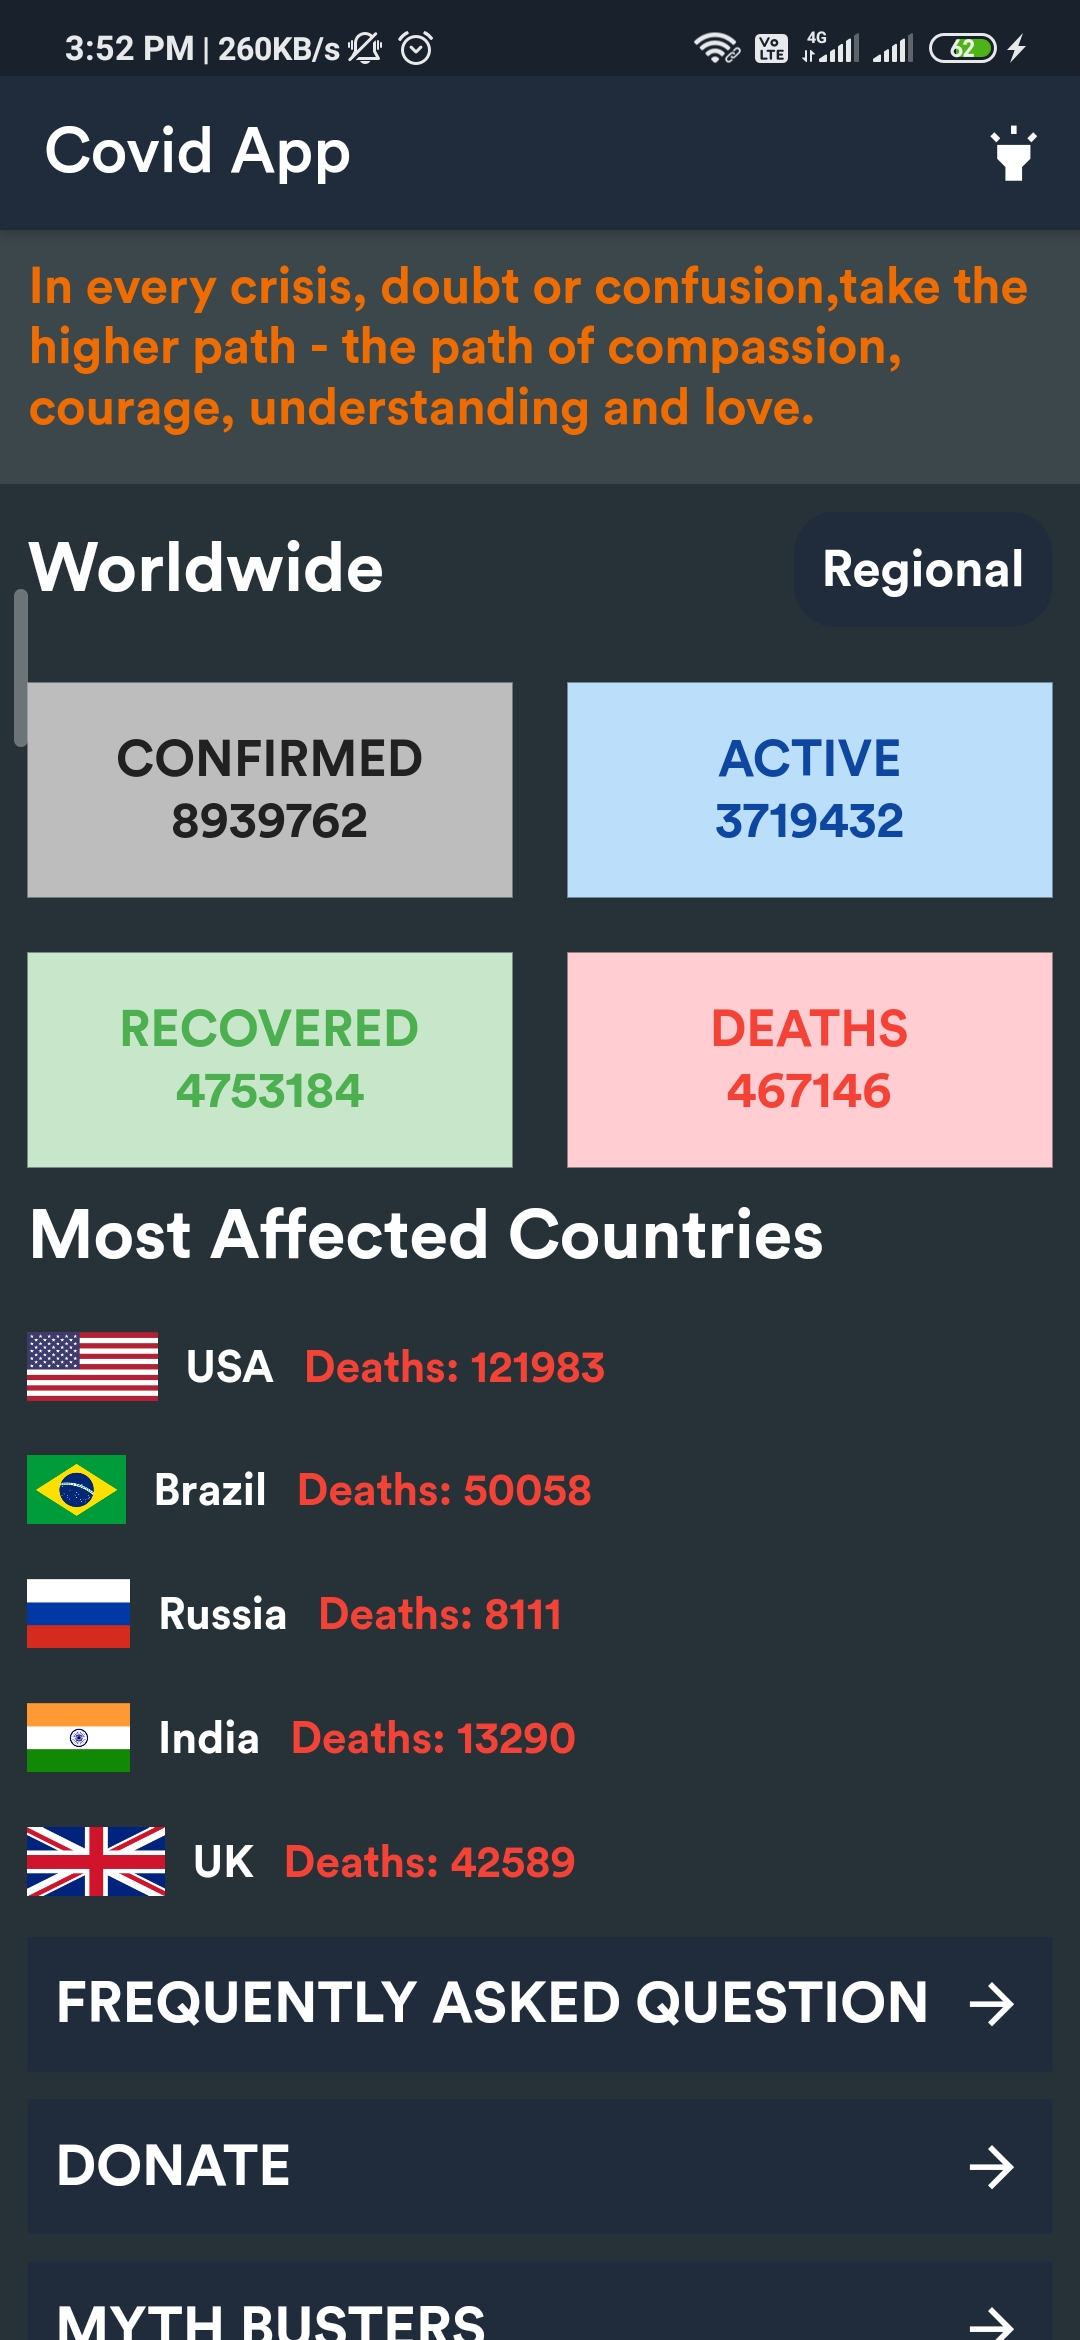 3:52 PM | 260KB/s
Vo LTE 4G 62
Covid App
In every crisis, doubt or confusion,take the
higher path - the path of compassion,
courage, understanding and love.
Worldwide
Regional
CONFIRMED
8939762
ACTIVE
3719432
RECOVERED
4753184
DEATHS
467146
Most Affected Countries
USA Deaths: 121983
Brazil Deaths: 50058
Russia Deaths: 8111
India Deaths: 13290
UK Deaths: 42589
FREQUENTLY ASKED QUESTION
DONATE
MYTH BUSTERS